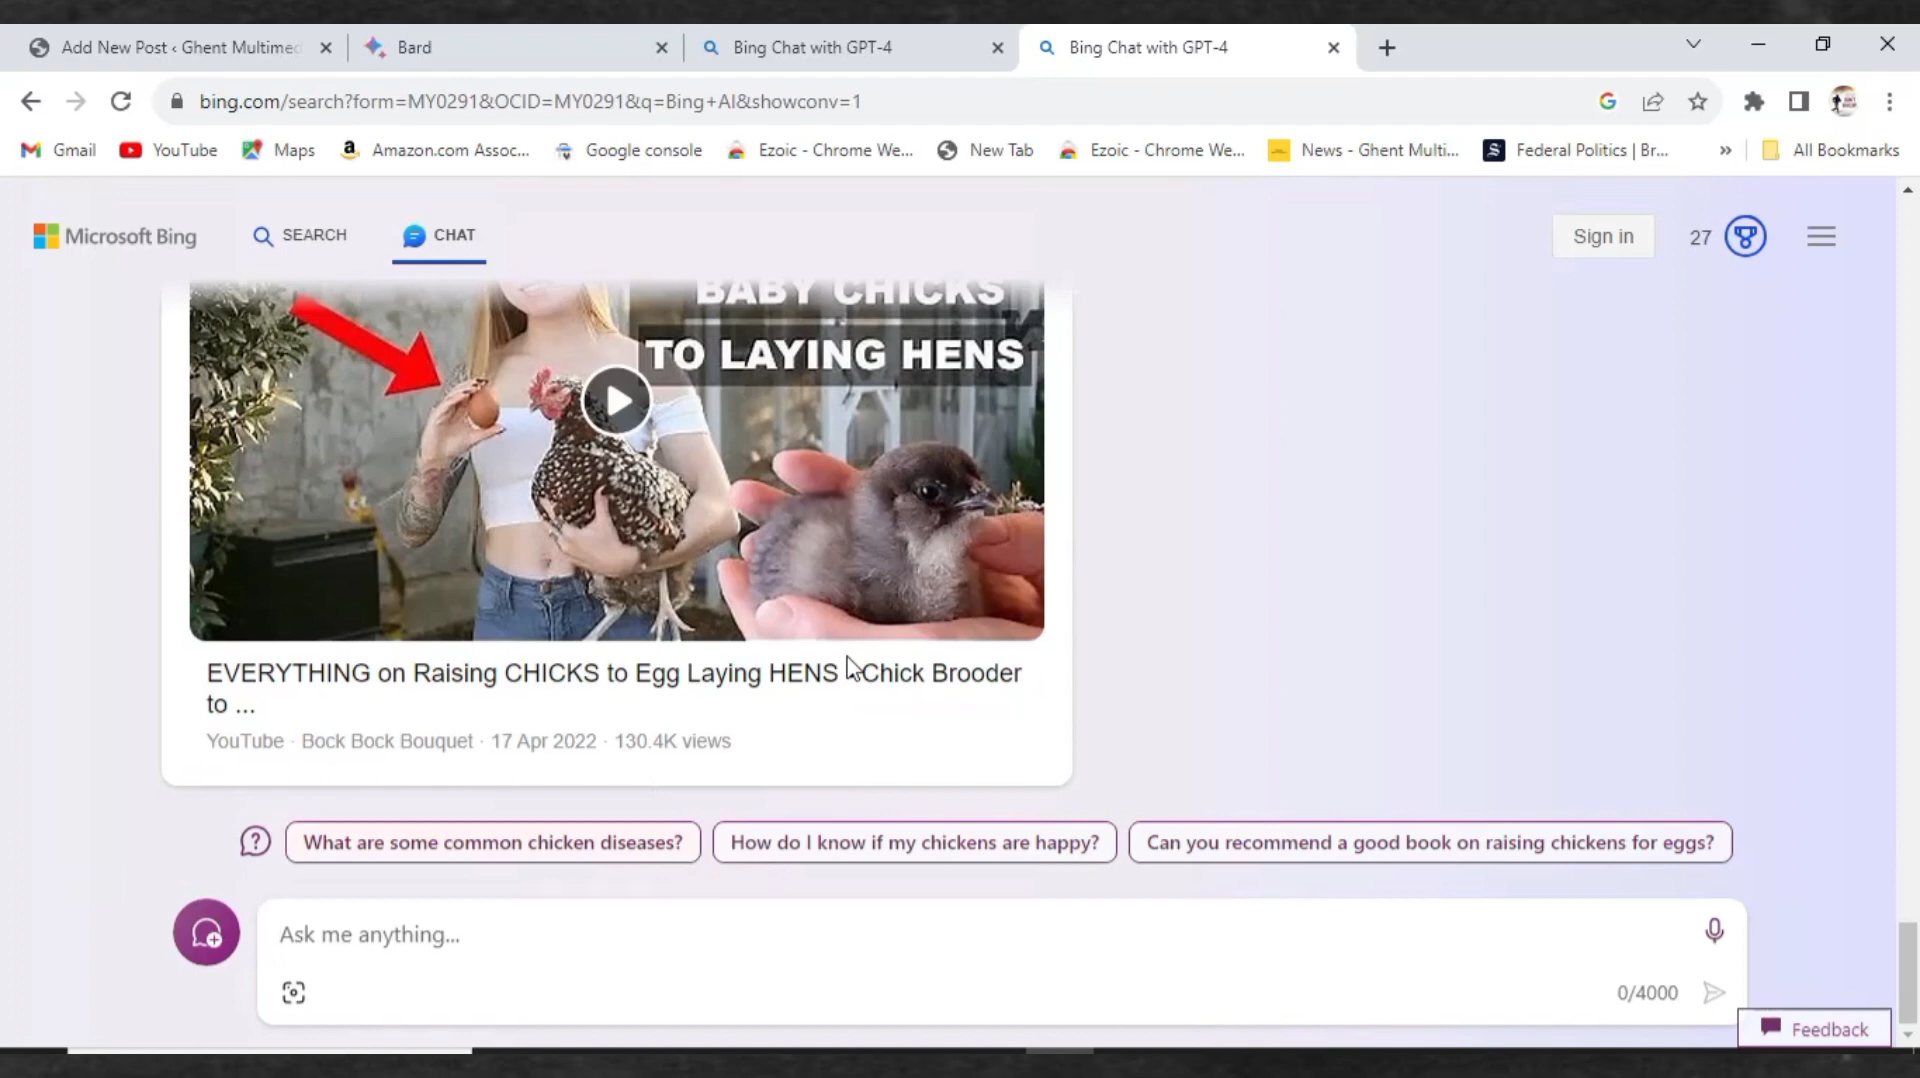 Add New Post ‹ Ghent Multimed
Bard
Bing Chat with GPT-4
Bing Chat with GPT-4
bing.com/search?form=MY0291&OCID=MY0291&q=Bing+AI&showconv=1
Gmail
YouTube
Maps
Amazon.com Assoc...
Google console
Ezoic - Chrome We...
New Tab
Ezoic - Chrome We...
News - Ghent Multi...
Federal Politics | Br...
»
All Bookmarks
Microsoft Bing
SEARCH
CHAT
Sign in
27
BABY CHICKS
TO LAYING HENS
EVERYTHING on Raising CHICKS to Egg Laying HENS Chick Brooder
to ...
YouTube · Bock Bock Bouquet · 17 Apr 2022 · 130.4K views
What are some common chicken diseases?
How do I know if my chickens are happy?
Can you recommend a good book on raising chickens for eggs?
Ask me anything...
0/4000
Feedback